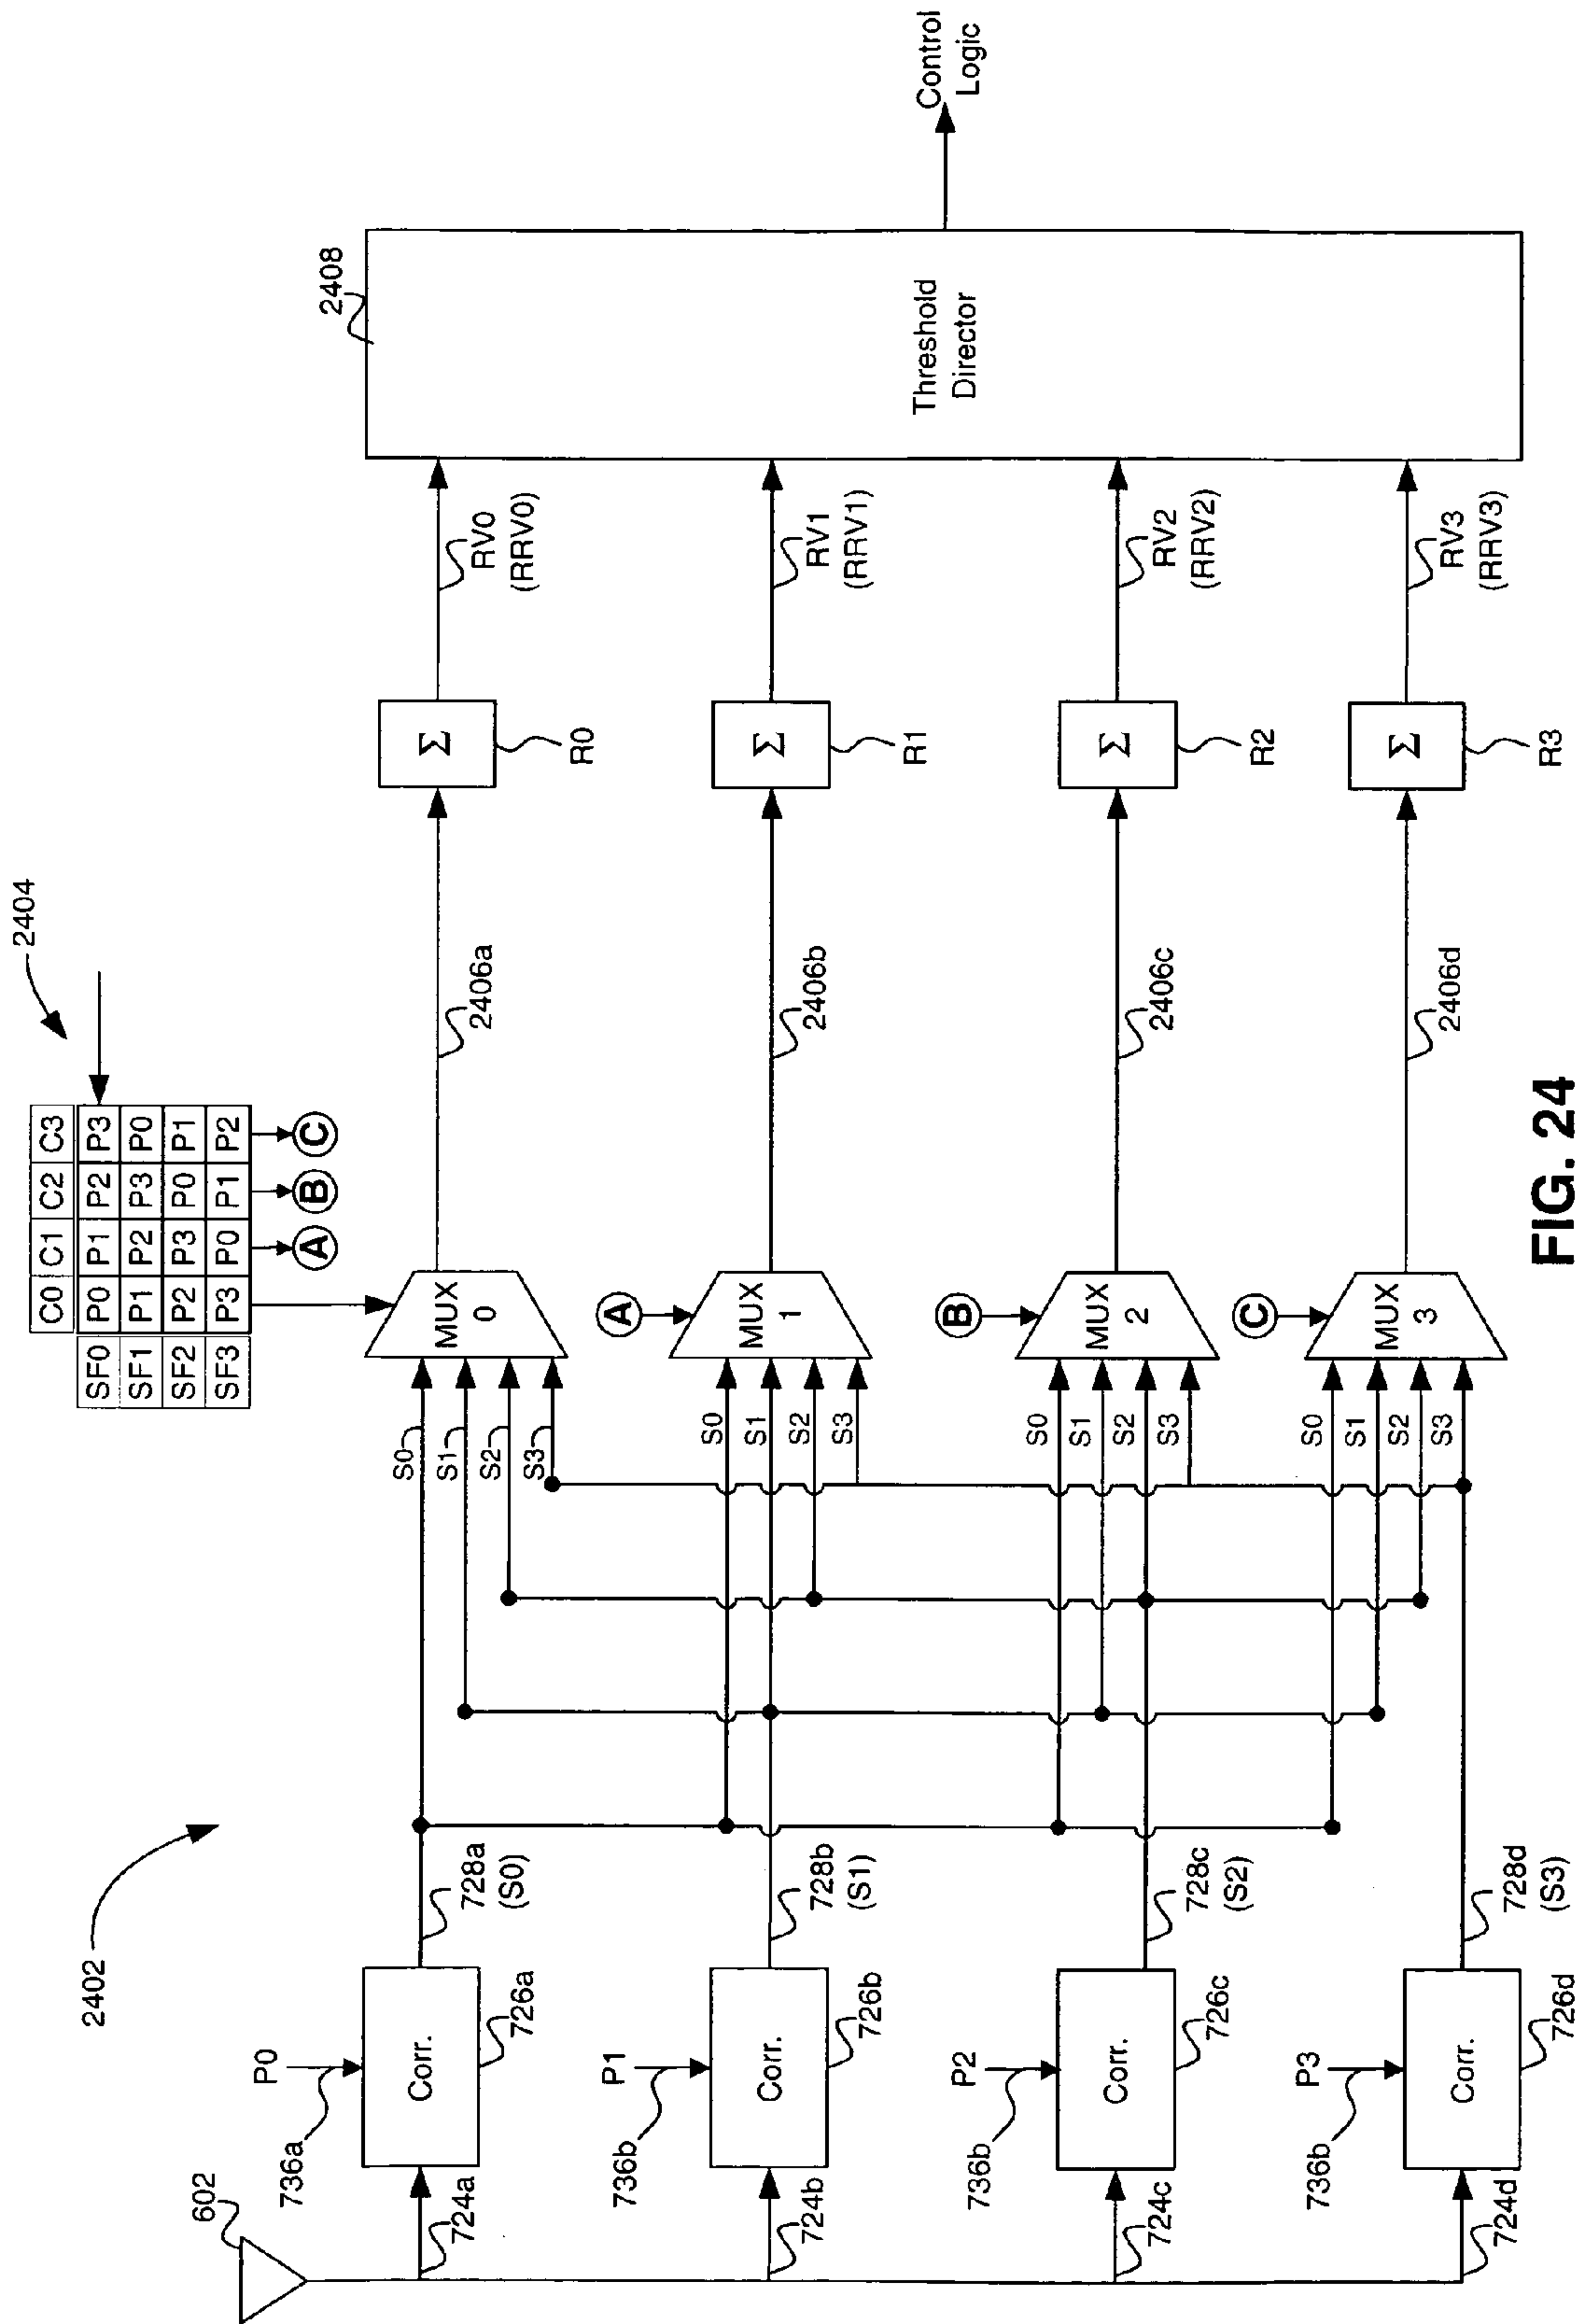 2402
2404
C0 C1 C2 C3
SF0 P0 P1 P2 P3
SF1 P1 P2 P3 P0
SF2 P2 P3 P0 P1
SF3 P3 P0 P1 P2
A B C
602
P0
736a
724a
Corr.
726a
728a
(S0)
S0
S1
S2
S3
MUX
0
2406a
Σ
R0
RV0
(RRV0)
2408
P1
736b
724b
Corr.
726b
728b
(S1)
S0
S1
S2
S3
A
MUX
1
2406b
Σ
R1
RV1
(RRV1)
Threshold
Director
Control
Logic
P2
736b
724c
Corr.
726c
728c
(S2)
S0
S1
S2
S3
B
MUX
2
2406c
Σ
R2
RV2
(RRV2)
P3
736b
724d
Corr.
726d
728d
(S3)
S0
S1
S2
S3
C
MUX
3
2406d
Σ
R3
RV3
(RRV3)
FIG. 24